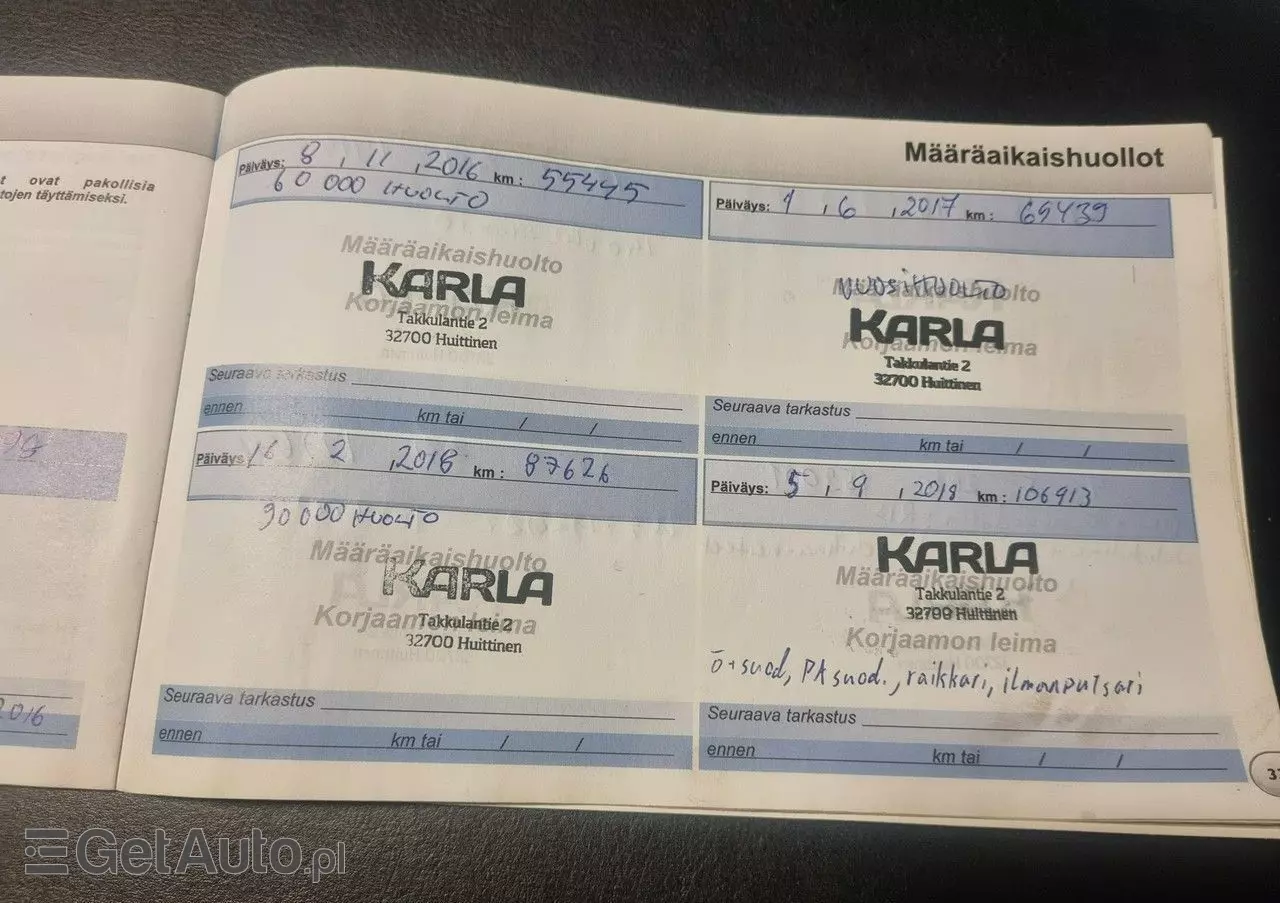 t ovat pakollisia
tojen täyttämiseksi.
2016
Määräaikaishuollot
Päiväys: 8 . 11 .2016 km: 55445
60 000 HUOLTO
Määräaikaishuolto
KARLA
Korjaamon leima
Takkulantie 2
32700 Huittinen
Seuraava tarkastus
ennen km tai / /
Päiväys: 1 . 6 .2017 km: 69439
VUOSIHUOLTO
Määräaikaishuolto
KARLA
Korjaamon leima
Takkulantie 2
32700 Huittinen
Seuraava tarkastus
ennen km tai / /
Päiväys 16 2 .2018 km: 87626
90 000 HUOLTO
Määräaikaishuolto
KARLA
Korjaamon leima
Takkulantie 2
32700 Huittinen
Seuraava tarkastus
ennen km tai / /
Päiväys: 5 . 9 .2018 km: 106913
KARLA
Määräaikaishuolto
Takkulantie 2
32700 Huittinen
Korjaamon leima
ö+suod, PA suod., raikkari, ilmanputsari
Seuraava tarkastus
ennen km tai / /
GetAuto.pl